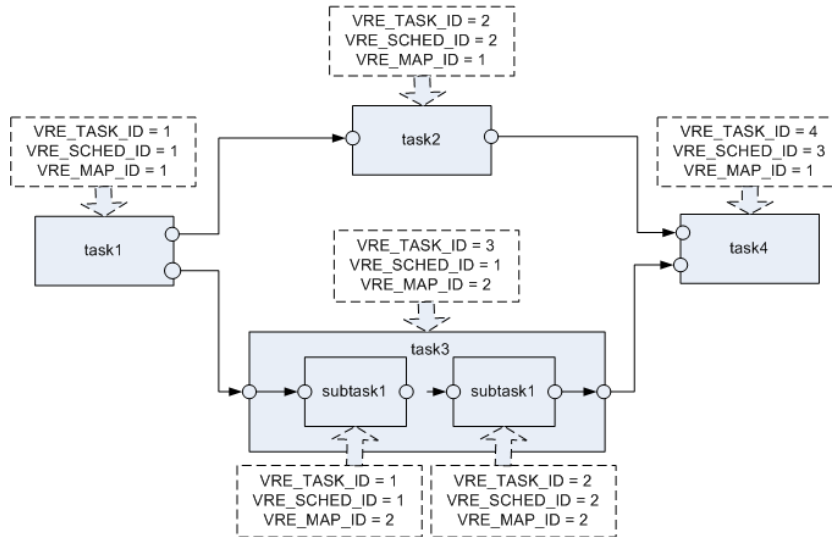 VRE_TASK_ID = 2
VRE_SCHED_ID = 2
VRE_MAP_ID = 1
task2
VRE_TASK_ID = 1
VRE_SCHED_ID = 1
VRE_MAP_ID = 1
task1
VRE_TASK_ID = 4
VRE_SCHED_ID = 3
VRE_MAP_ID = 1
task4
VRE_TASK_ID = 3
VRE_SCHED_ID = 1
VRE_MAP_ID = 2
task3
subtask1
subtask1
VRE_TASK_ID = 1
VRE_SCHED_ID = 1
VRE_MAP_ID = 2
VRE_TASK_ID = 2
VRE_SCHED_ID = 2
VRE_MAP_ID = 2